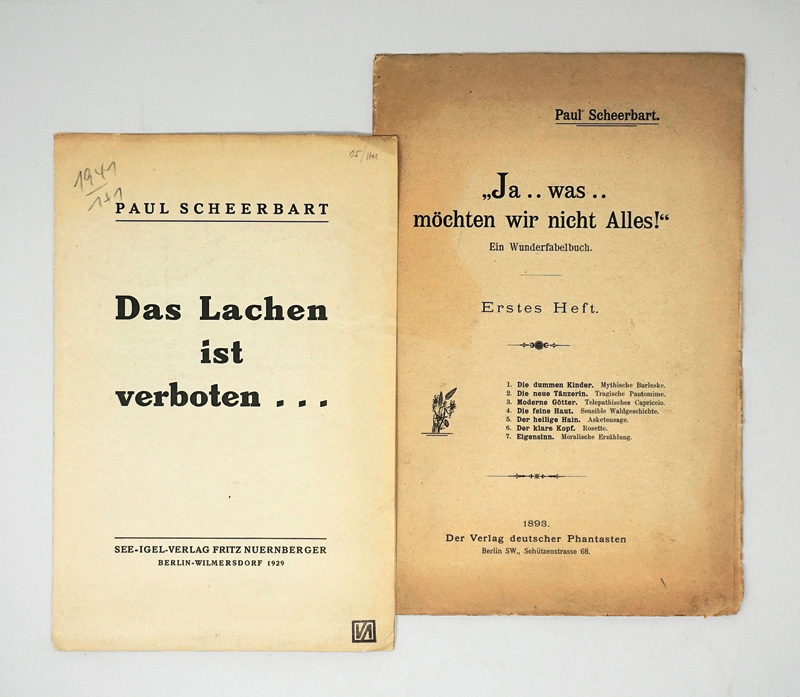 1941
151
05/1441
PAUL SCHEERBART
Das Lachen
ist
verboten . . .
SEE-IGEL-VERLAG FRITZ NUERNBERGER
BERLIN-WILMERSDORF 1929
Paul Scheerbart.
„Ja . . was . .
möchten wir nicht Alles!“
Ein Wunderfabelbuch.
Erstes Heft.
1. Die dummen Kinder. Mythische Burleske.
2. Die neue Tänzerin. Tragische Pantomime.
3. Moderne Götter. Telepathisches Capriccio.
4. Die feine Haut. Sensible Waldgeschichte.
5. Der heilige Hain. Asketensage.
6. Der klare Kopf. Rosette.
7. Eigensinn. Moralische Erzählung.
1893.
Der Verlag deutscher Phantasten
Berlin SW., Schützenstrasse 68.